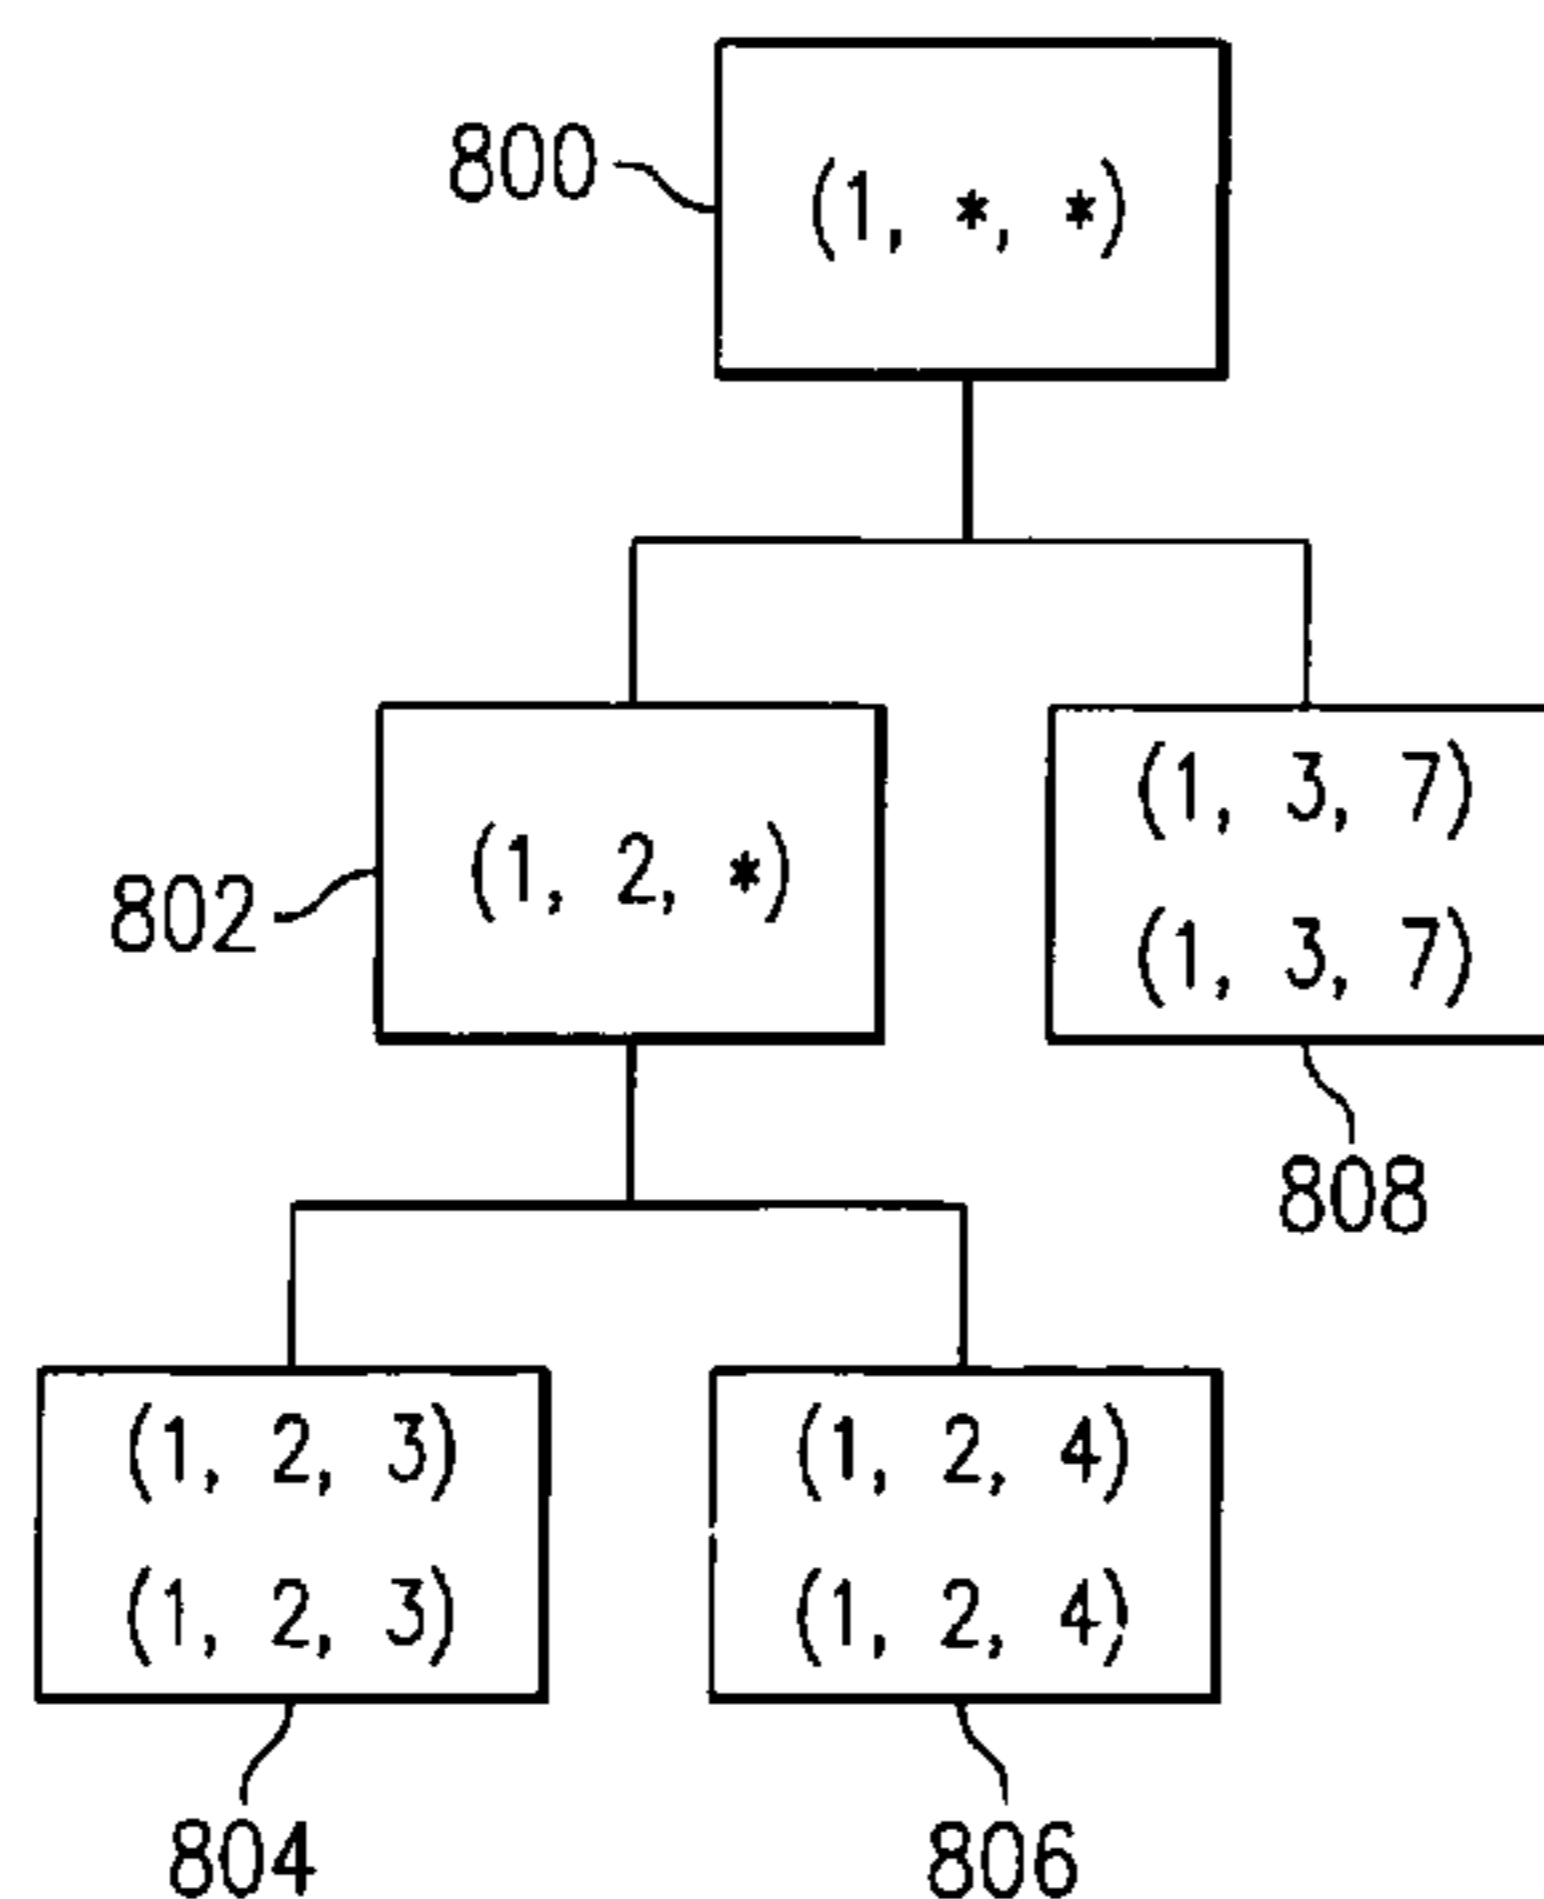 800
(1, *, *)
802
(1, 2, *)
(1, 3, 7)
(1, 3, 7)
808
(1, 2, 3)
(1, 2, 3)
804
(1, 2, 4)
(1, 2, 4)
806